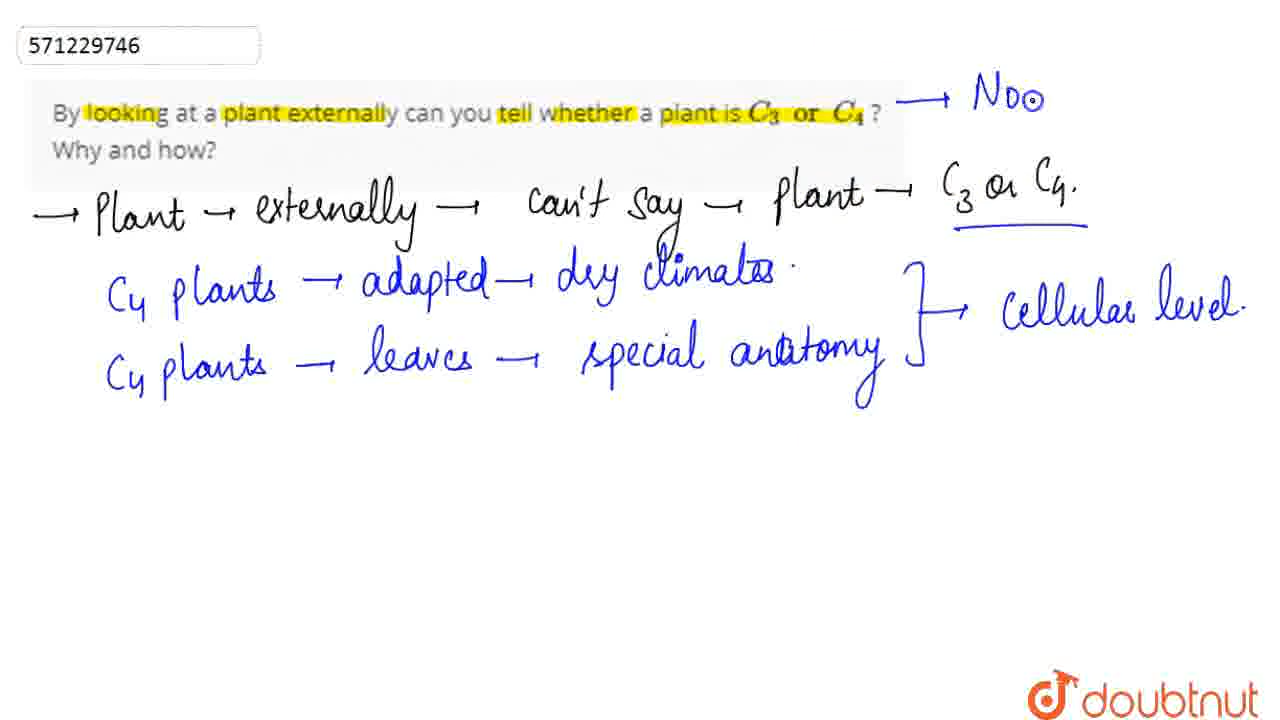 571229746
By looking at a plant externally can you tell whether a plant is C₃ or C₄ ? → No
Why and how?
→ Plant → externally → can't say → plant → C₃ or C₄.
C₄ plants → adapted → dry climates.
C₄ plants → leaves → special anatomy } → cellular level.
doubtnut